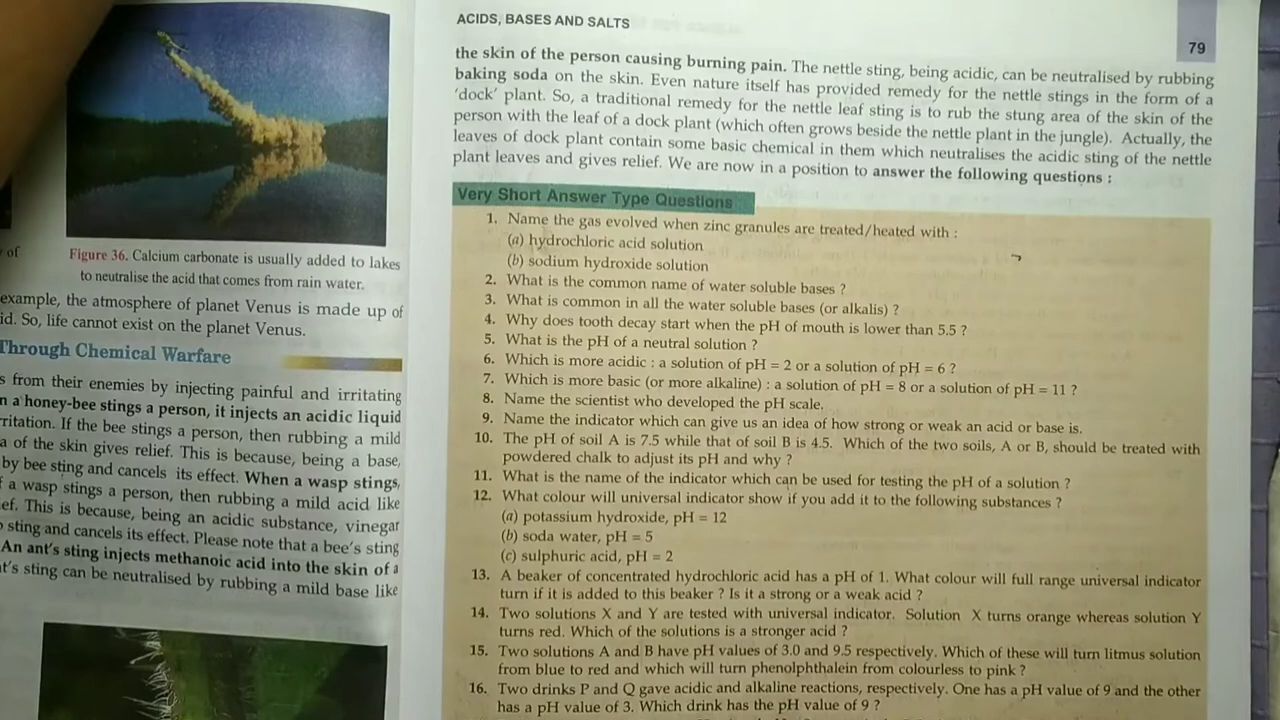 of
Figure 36. Calcium carbonate is usually added to lakes
to neutralise the acid that comes from rain water.
example, the atmosphere of planet Venus is made up of
id. So, life cannot exist on the planet Venus.
Through Chemical Warfare
s from their enemies by injecting painful and irritating
n a honey-bee stings a person, it injects an acidic liquid
rritation. If the bee stings a person, then rubbing a mild
a of the skin gives relief. This is because, being a base,
by bee sting and cancels its effect. When a wasp stings,
f a wasp stings a person, then rubbing a mild acid like
ef. This is because, being an acidic substance, vinegar
sting and cancels its effect. Please note that a bee's sting
An ant's sting injects methanoic acid into the skin of a
t's sting can be neutralised by rubbing a mild base like
ACIDS, BASES AND SALTS
79
the skin of the person causing burning pain. The nettle sting, being acidic, can be neutralised by rubbing
baking soda on the skin. Even nature itself has provided remedy for the nettle stings in the form of a
'dock' plant. So, a traditional remedy for the nettle leaf sting is to rub the stung area of the skin of the
person with the leaf of a dock plant (which often grows beside the nettle plant in the jungle). Actually, the
leaves of dock plant contain some basic chemical in them which neutralises the acidic sting of the nettle
plant leaves and gives relief. We are now in a position to answer the following questions :
Very Short Answer Type Questions
1. Name the gas evolved when zinc granules are treated/heated with :
(a) hydrochloric acid solution
(b) sodium hydroxide solution
2. What is the common name of water soluble bases ?
3. What is common in all the water soluble bases (or alkalis) ?
4. Why does tooth decay start when the pH of mouth is lower than 5.5 ?
5. What is the pH of a neutral solution ?
6. Which is more acidic : a solution of pH = 2 or a solution of pH = 6 ?
7. Which is more basic (or more alkaline) : a solution of pH = 8 or a solution of pH = 11 ?
8. Name the scientist who developed the pH scale.
9. Name the indicator which can give us an idea of how strong or weak an acid or base is.
10. The pH of soil A is 7.5 while that of soil B is 4.5. Which of the two soils, A or B, should be treated with
powdered chalk to adjust its pH and why ?
11. What is the name of the indicator which can be used for testing the pH of a solution ?
12. What colour will universal indicator show if you add it to the following substances ?
(a) potassium hydroxide, pH = 12
(b) soda water, pH = 5
(c) sulphuric acid, pH = 2
13. A beaker of concentrated hydrochloric acid has a pH of 1. What colour will full range universal indicator
turn if it is added to this beaker ? Is it a strong or a weak acid ?
14. Two solutions X and Y are tested with universal indicator. Solution X turns orange whereas solution Y
turns red. Which of the solutions is a stronger acid ?
15. Two solutions A and B have pH values of 3.0 and 9.5 respectively. Which of these will turn litmus solution
from blue to red and which will turn phenolphthalein from colourless to pink ?
16. Two drinks P and Q gave acidic and alkaline reactions, respectively. One has a pH value of 9 and the other
has a pH value of 3. Which drink has the pH value of 9 ?